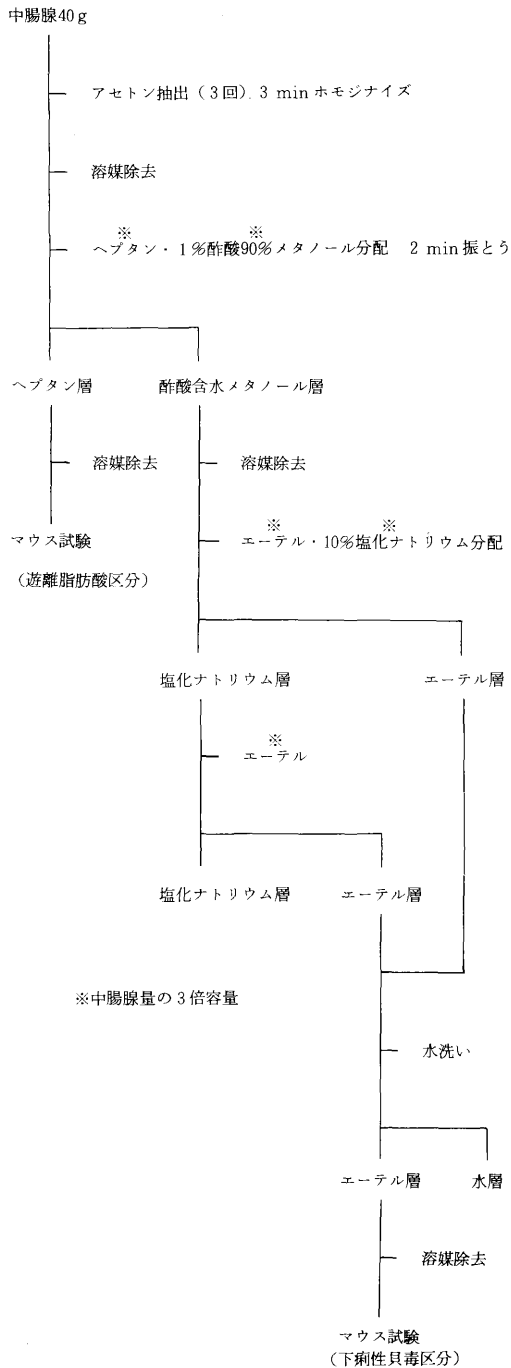 中腸腺40g
アセトン抽出（3回）. 3 min ホモジナイズ
溶媒除去
※ ※
ヘプタン・1％酢酸90％メタノール分配 2 min 振とう
ヘプタン層 酢酸含水メタノール層
溶媒除去 溶媒除去
※ ※
マウス試験 エーテル・10％塩化ナトリウム分配
（遊離脂肪酸区分）
塩化ナトリウム層 エーテル層
※
エーテル
塩化ナトリウム層 エーテル層
※中腸腺量の3倍容量
水洗い
エーテル層 水層
溶媒除去
マウス試験
（下痢性貝毒区分）